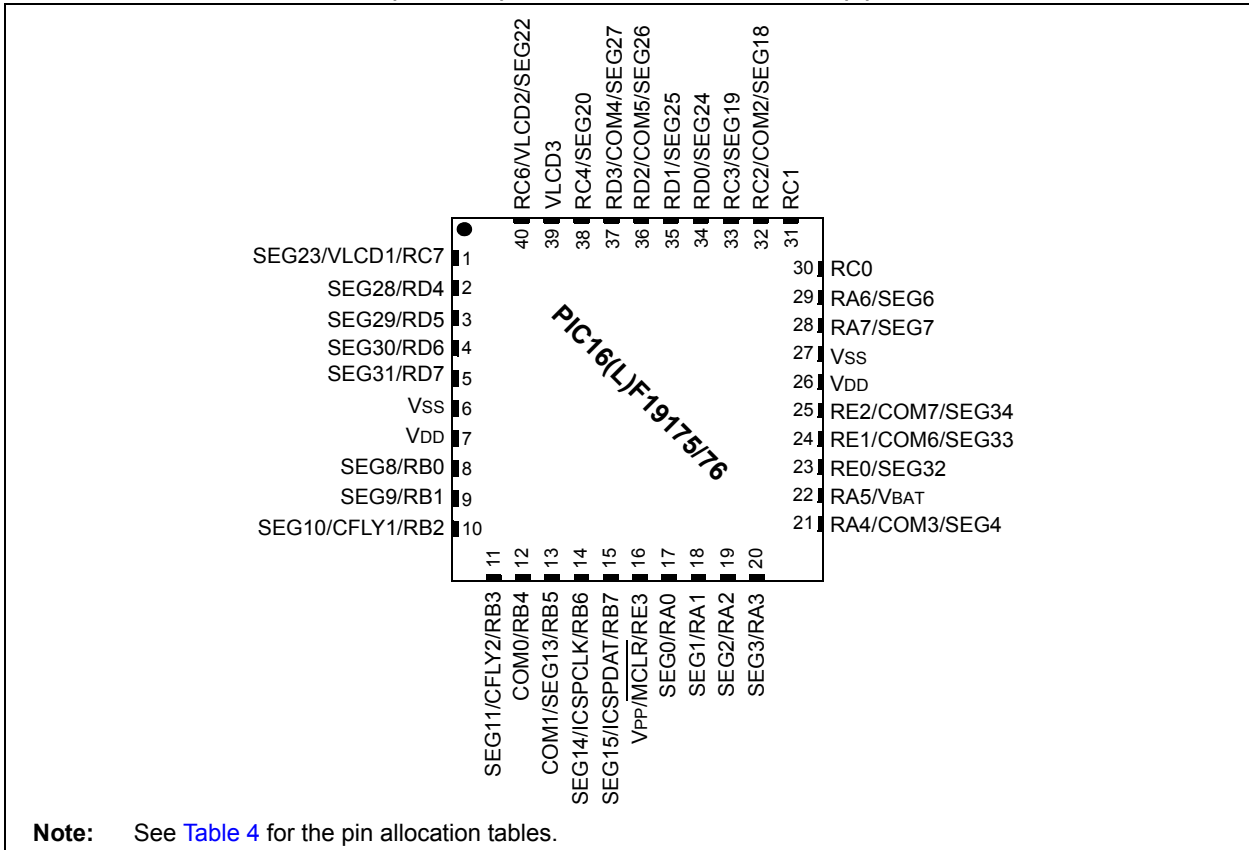 RC6/VLCD2/SEG22
VLCD3
RC4/SEG20
RD3/COM4/SEG27
RD2/COM5/SEG26
RD1/SEG25
RD0/SEG24
RC3/SEG19
RC2/COM2/SEG18
RC1
40
39
38
37
36
35
34
33
32
31
SEG23/VLCD1/RC7 1
SEG28/RD4 2
SEG29/RD5 3
SEG30/RD6 4
SEG31/RD7 5
VSS 6
VDD 7
SEG8/RB0 8
SEG9/RB1 9
SEG10/CFLY1/RB2 10
PIC16(L)F19175/76
30 RC0
29 RA6/SEG6
28 RA7/SEG7
27 VSS
26 VDD
25 RE2/COM7/SEG34
24 RE1/COM6/SEG33
23 RE0/SEG32
22 RA5/VBAT
21 RA4/COM3/SEG4
11
12
13
14
15
16
17
18
19
20
SEG11/CFLY2/RB3
COM0/RB4
COM1/SEG13/RB5
SEG14/ICSPCLK/RB6
SEG15/ICSPDAT/RB7
VPP/MCLR/RE3
SEG0/RA0
SEG1/RA1
SEG2/RA2
SEG3/RA3
Note: See Table 4 for the pin allocation tables.